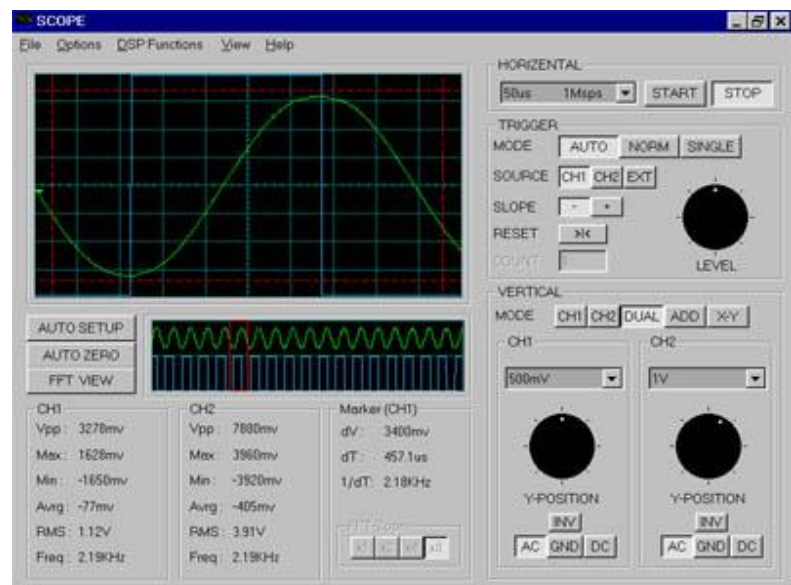 SCOPE
File Options DSP Functions View Help
HORIZENTAL
50us 1Msps START STOP
TRIGGER
MODE AUTO NORM SINGLE
SOURCE CH1 CH2 EXT
SLOPE - +
RESET >|<
COUNT
LEVEL
VERTICAL
MODE CH1 CH2 DUAL ADD X-Y
CH1 CH2
500mV 1V
Y-POSITION Y-POSITION
INV INV
AC GND DC AC GND DC
AUTO SETUP
AUTO ZERO
FFT VIEW
CH1
Vpp : 3278mv
Max : 1628mv
Min : -1650mv
Avrg : -77mv
RMS : 1.12V
Freq : 2.19KHz
CH2
Vpp : 7880mv
Max : 3960mv
Min : -3920mv
Avrg : -405mv
RMS : 3.91V
Freq : 2.19KHz
Marker (CH1)
dV : 3400mv
dT : 457.1us
1/dT: 2.18KHz